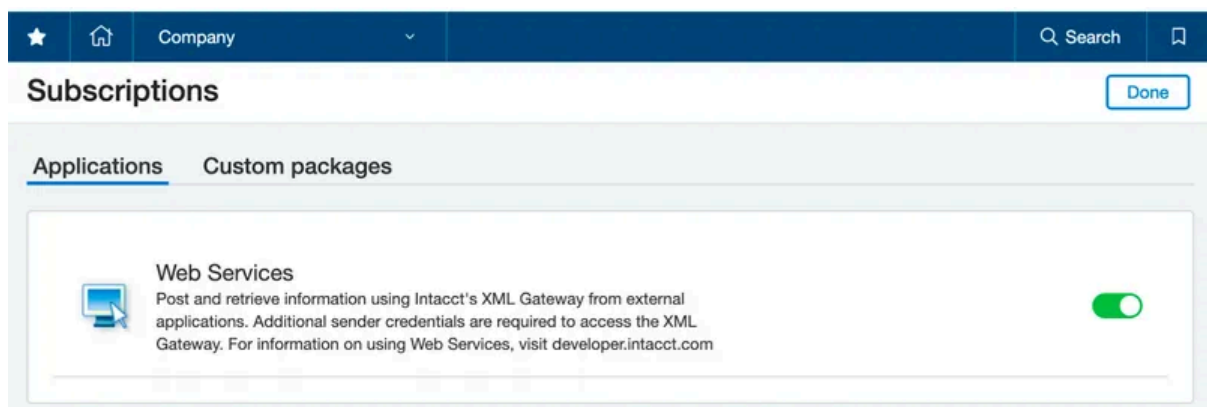 Company
Search
Subscriptions
Done
Applications
Custom packages
Web Services
Post and retrieve information using Intacct's XML Gateway from external
applications. Additional sender credentials are required to access the XML
Gateway. For information on using Web Services, visit developer.intacct.com